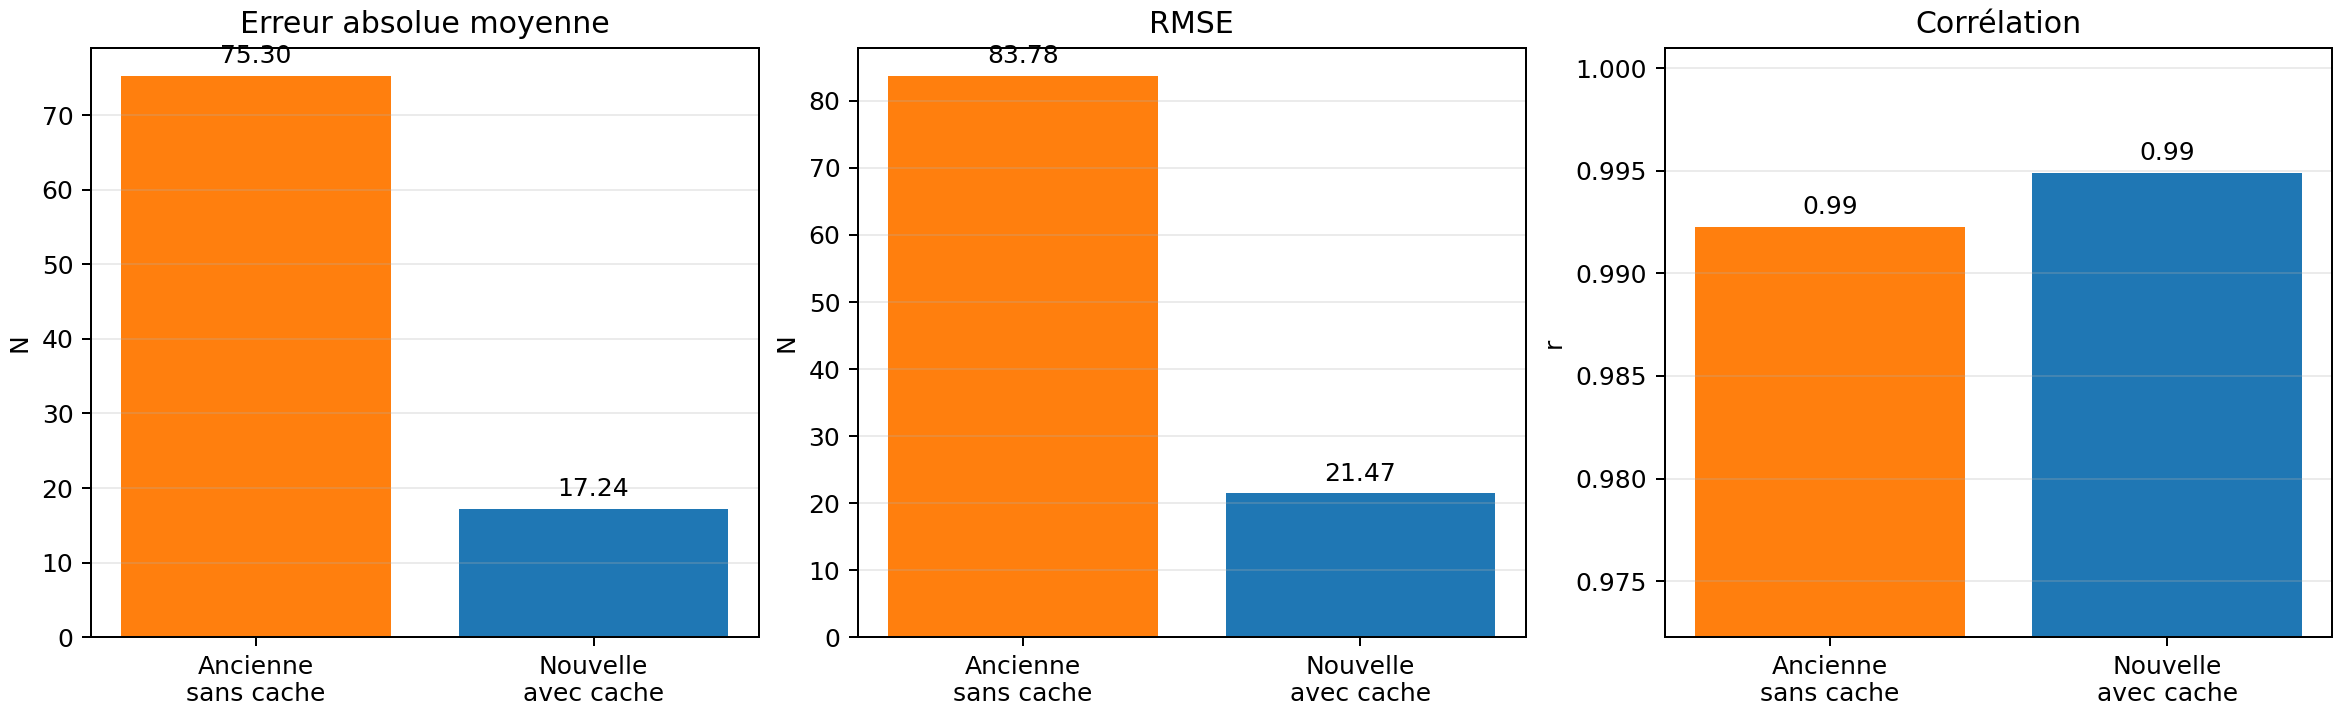 Erreur absolue moyenne
75.30
17.24
70
60
50
40
30
20
10
0
N
Ancienne
sans cache
Nouvelle
avec cache
RMSE
83.78
21.47
80
70
60
50
40
30
20
10
0
N
Ancienne
sans cache
Nouvelle
avec cache
Corrélation
0.99
0.99
1.000
0.995
0.990
0.985
0.980
0.975
r
Ancienne
sans cache
Nouvelle
avec cache